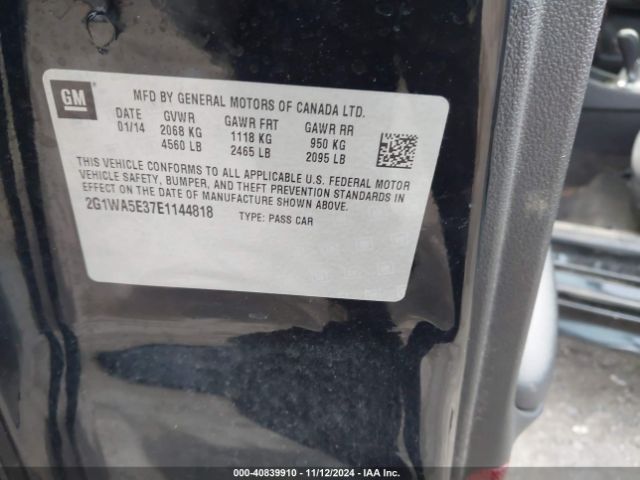 GM
MFD BY GENERAL MOTORS OF CANADA LTD.
DATE GVWR GAWR FRT GAWR RR
01/14 2068 KG 1118 KG 950 KG
4560 LB 2465 LB 2095 LB
THIS VEHICLE CONFORMS TO ALL APPLICABLE U.S. FEDERAL MOTOR
VEHICLE SAFETY, BUMPER, AND THEFT PREVENTION STANDARDS IN
EFFECT ON THE DATE OF MANUFACTURE SHOWN ABOVE.
2G1WA5E37E1144818 TYPE: PASS CAR
000-40839910 - 11/12/2024 - IAA Inc.